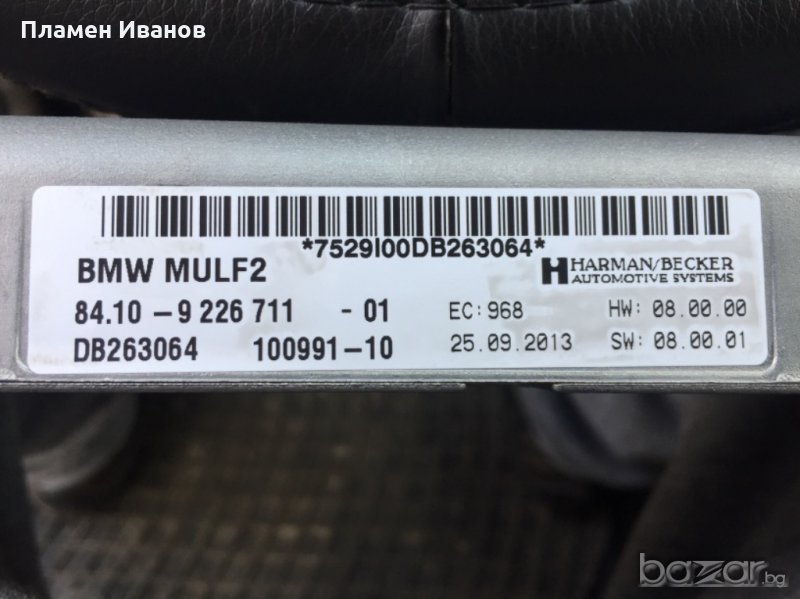 Пламен Иванов
*7529I00DB263064*
BMW MULF2
HARMAN/BECKER
AUTOMOTIVE SYSTEMS
84.10 - 9 226 711 - 01 EC: 968 HW: 08.00.00
DB263064 100991-10 25.09.2013 SW: 08.00.01
bazar.bg